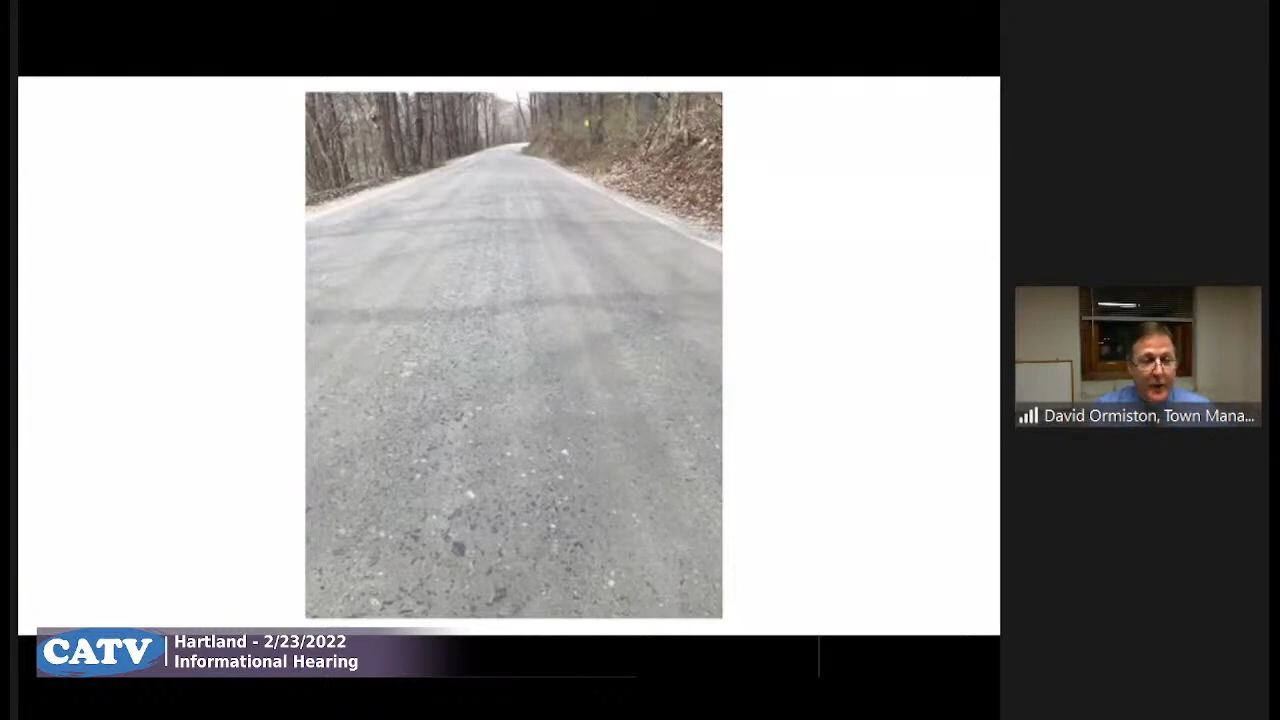 David Ormiston, Town Mana...
CATV
Hartland - 2/23/2022
Informational Hearing